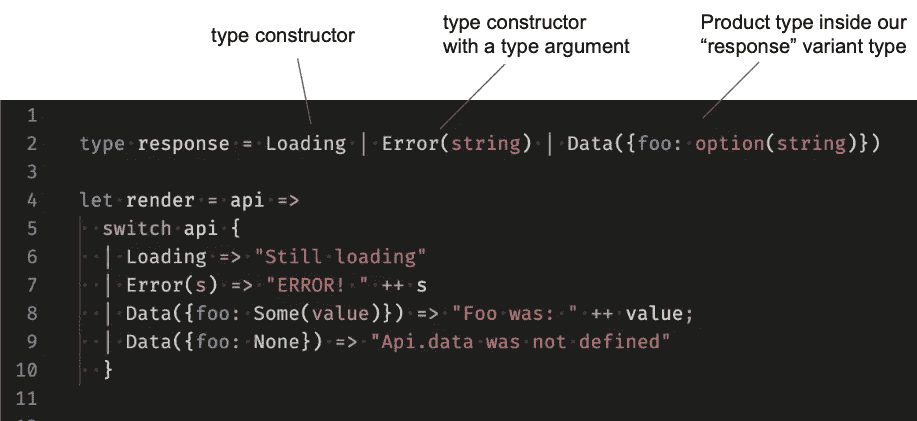 type constructor
type constructor
with a type argument
Product type inside our
“response” variant type
1
2 type response = Loading | Error(string) | Data({foo: option(string)})
3
4 let render = api =>
5 switch api {
6 | Loading => "Still loading"
7 | Error(s) => "ERROR! " ++ s
8 | Data({foo: Some(value)}) => "Foo was: " ++ value;
9 | Data({foo: None}) => "Api.data was not defined"
10 }
11